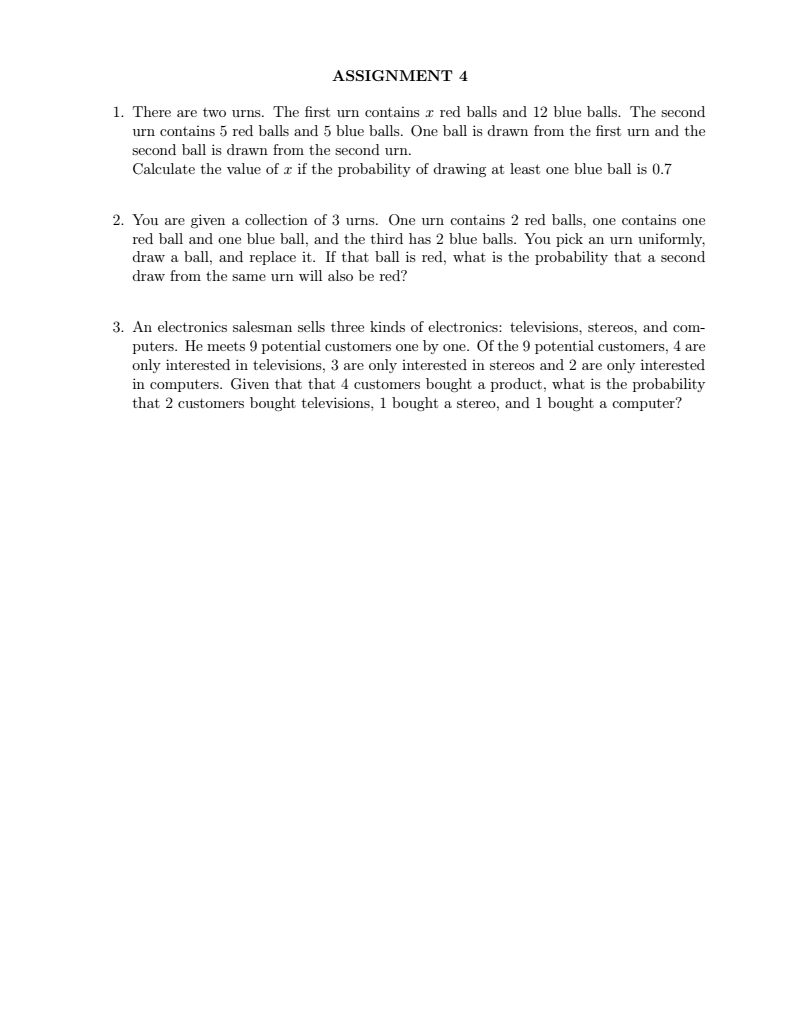 ASSIGNMENT 4
1. There are two urns. The first urn contains x red balls and 12 blue balls. The second
urn contains 5 red balls and 5 blue balls. One ball is drawn from the first urn and the
second ball is drawn from the second urn.
Calculate the value of x if the probability of drawing at least one blue ball is 0.7
2. You are given a collection of 3 urns. One urn contains 2 red balls, one contains one
red ball and one blue ball, and the third has 2 blue balls. You pick an urn uniformly,
draw a ball, and replace it. If that ball is red, what is the probability that a second
draw from the same urn will also be red?
3. An electronics salesman sells three kinds of electronics: televisions, stereos, and com-
puters. He meets 9 potential customers one by one. Of the 9 potential customers, 4 are
only interested in televisions, 3 are only interested in stereos and 2 are only interested
in computers. Given that that 4 customers bought a product, what is the probability
that 2 customers bought televisions, 1 bought a stereo, and 1 bought a computer?